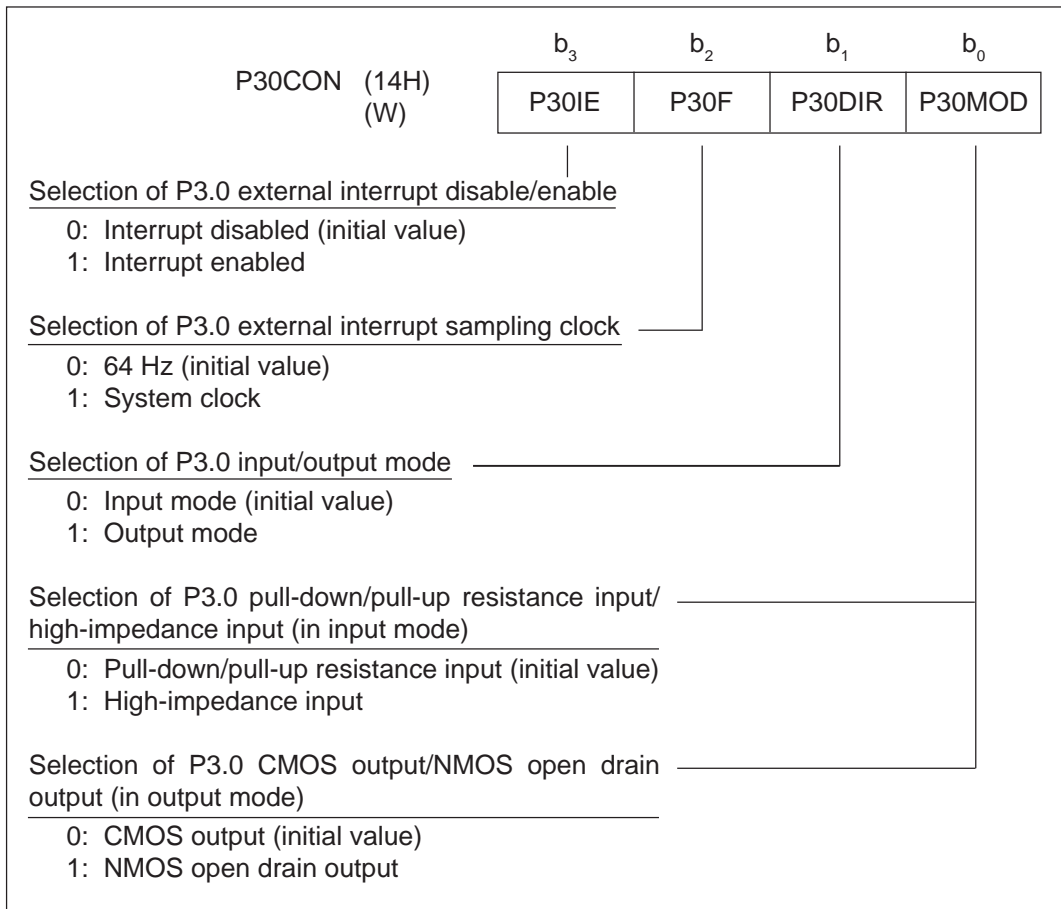 b3 b2 b1 b0
P30CON (14H)
(W)
P30IE P30F P30DIR P30MOD
Selection of P3.0 external interrupt disable/enable
0: Interrupt disabled (initial value)
1: Interrupt enabled
Selection of P3.0 external interrupt sampling clock
0: 64 Hz (initial value)
1: System clock
Selection of P3.0 input/output mode
0: Input mode (initial value)
1: Output mode
Selection of P3.0 pull-down/pull-up resistance input/
high-impedance input (in input mode)
0: Pull-down/pull-up resistance input (initial value)
1: High-impedance input
Selection of P3.0 CMOS output/NMOS open drain
output (in output mode)
0: CMOS output (initial value)
1: NMOS open drain output